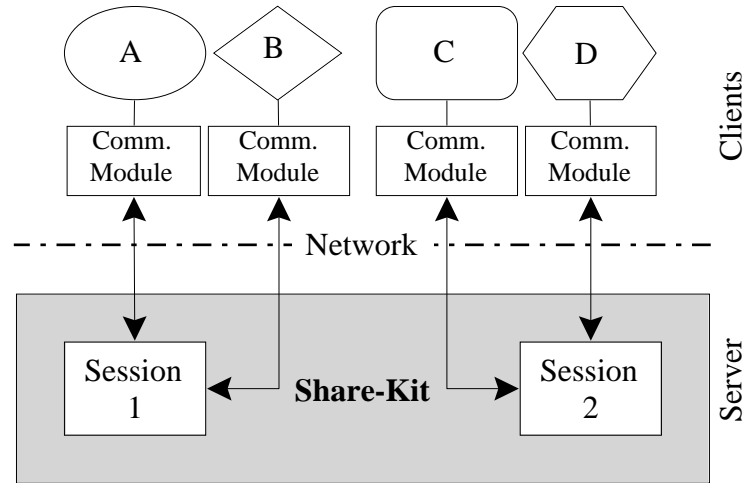 A
B
C
D
Comm.
Module
Comm.
Module
Comm.
Module
Comm.
Module
Clients
Network
Session
1
Share-Kit
Session
2
Server